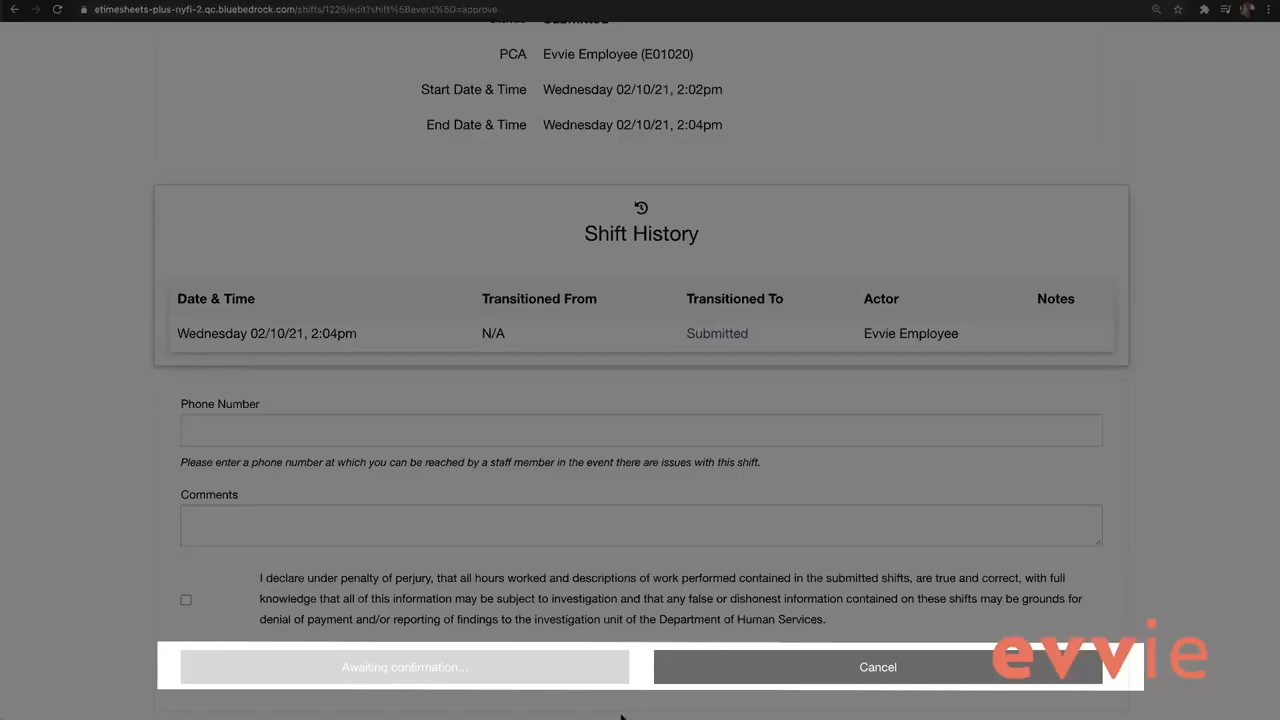 etimesheets-plus-nyfi-2.qc.bluebedrock.com/shifts/1226/edit?shift%5Bevent%5D=approve
Status Submitted
PCA Evvie Employee (E01020)
Start Date & Time Wednesday 02/10/21, 2:02pm
End Date & Time Wednesday 02/10/21, 2:04pm
Shift History
Date & Time Transitioned From Transitioned To Actor Notes
Wednesday 02/10/21, 2:04pm N/A Submitted Evvie Employee
Phone Number
Please enter a phone number at which you can be reached by a staff member in the event there are issues with this shift.
Comments
I declare under penalty of perjury, that all hours worked and descriptions of work performed contained in the submitted shifts, are true and correct, with full
knowledge that all of this information may be subject to investigation and that any false or dishonest information contained on these shifts may be grounds for
denial of payment and/or reporting of findings to the investigation unit of the Department of Human Services.
Awaiting confirmation... Cancel
evvie